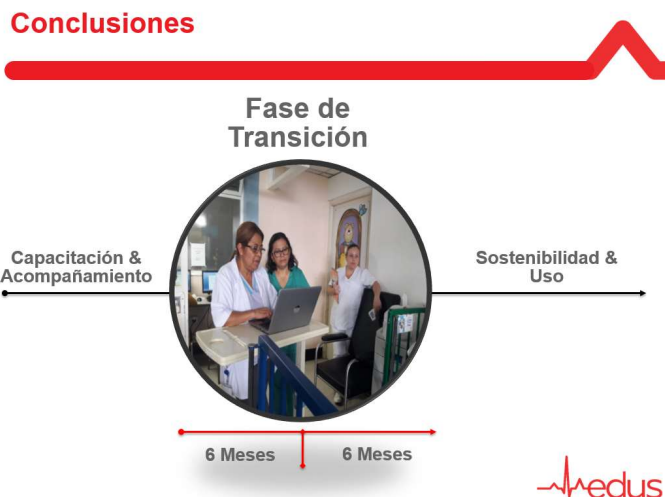 Conclusiones
Fase de
Transición
Capacitación &
Acompañamiento
Sostenibilidad &
Uso
6 Meses
6 Meses
edus